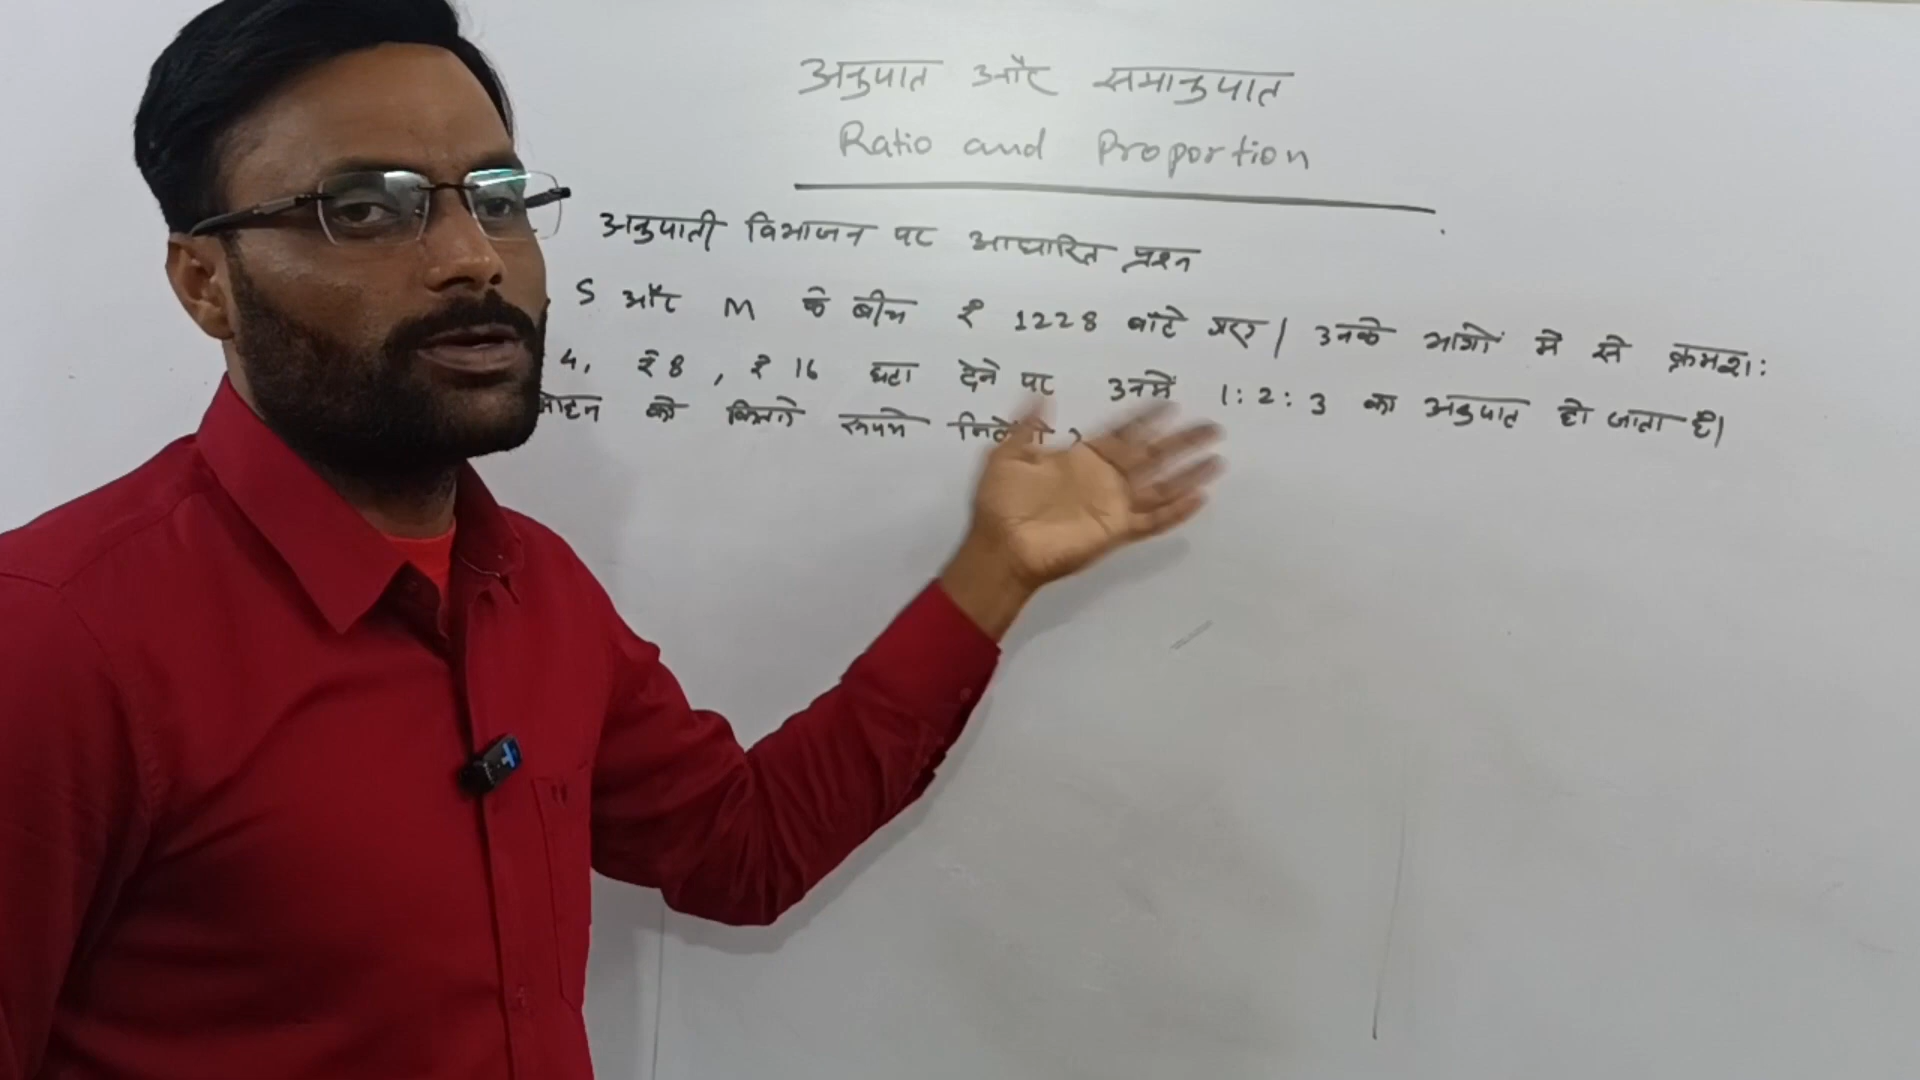 अनुपात और समानुपात
Ratio and Proportion
अनुपाती विभाजन पर आधारित प्रश्न
S और M के बीच ₹ 1228 बाँटे गए। उनके भागों में से क्रमश:
4, ₹8, ₹16 घटा देने पर उनमें 1:2:3 का अनुपात हो जाता है।
मोहन को कितने रूपये मिलेंगे ?